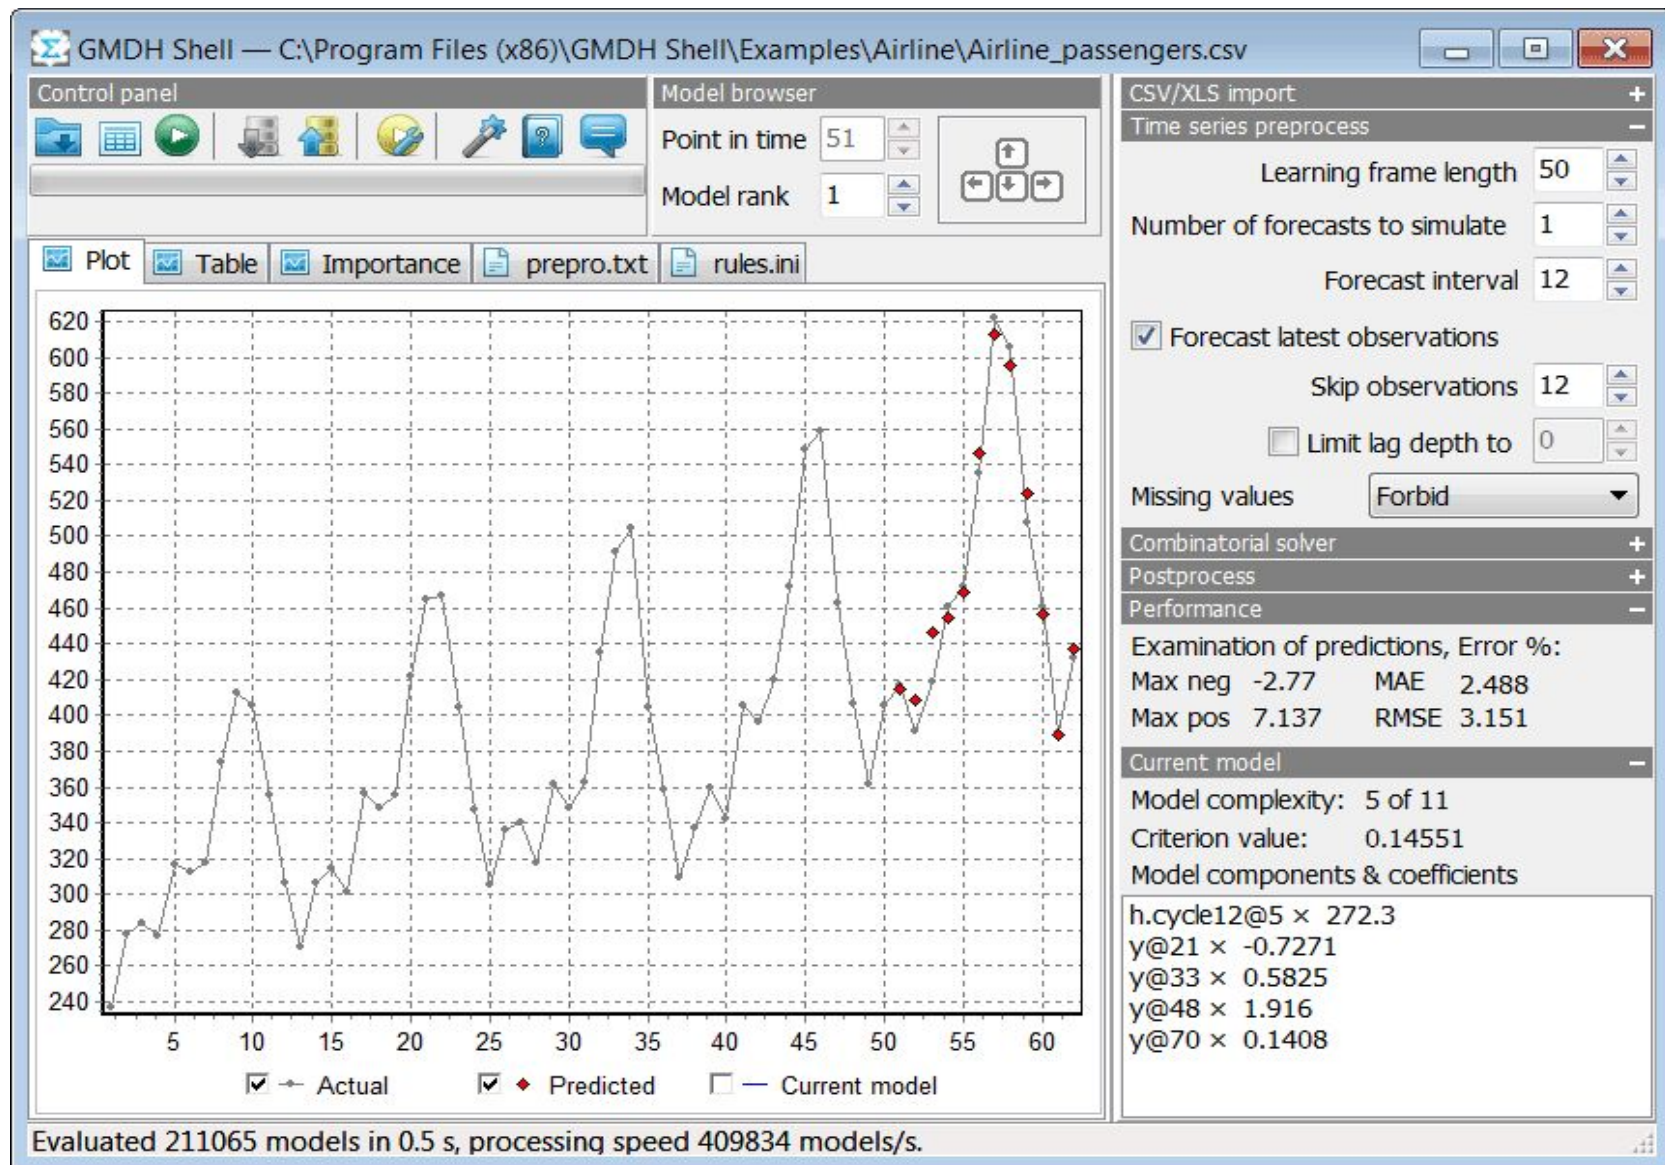 GMDH Shell — C:\Program Files (x86)\GMDH Shell\Examples\Airline\Airline_passengers.csv
Control panel
Model browser
Point in time 51
Model rank 1
Plot Table Importance prepro.txt rules.ini
620
600
580
560
540
520
500
480
460
440
420
400
380
360
340
320
300
280
260
240
5 10 15 20 25 30 35 40 45 50 55 60
Actual Predicted Current model
CSV/XLS import +
Time series preprocess –
Learning frame length 50
Number of forecasts to simulate 1
Forecast interval 12
Forecast latest observations
Skip observations 12
Limit lag depth to 0
Missing values Forbid
Combinatorial solver +
Postprocess +
Performance –
Examination of predictions, Error %:
Max neg -2.77 MAE 2.488
Max pos 7.137 RMSE 3.151
Current model –
Model complexity: 5 of 11
Criterion value: 0.14551
Model components & coefficients
h.cycle12@5 × 272.3
y@21 × -0.7271
y@33 × 0.5825
y@48 × 1.916
y@70 × 0.1408
Evaluated 211065 models in 0.5 s, processing speed 409834 models/s.